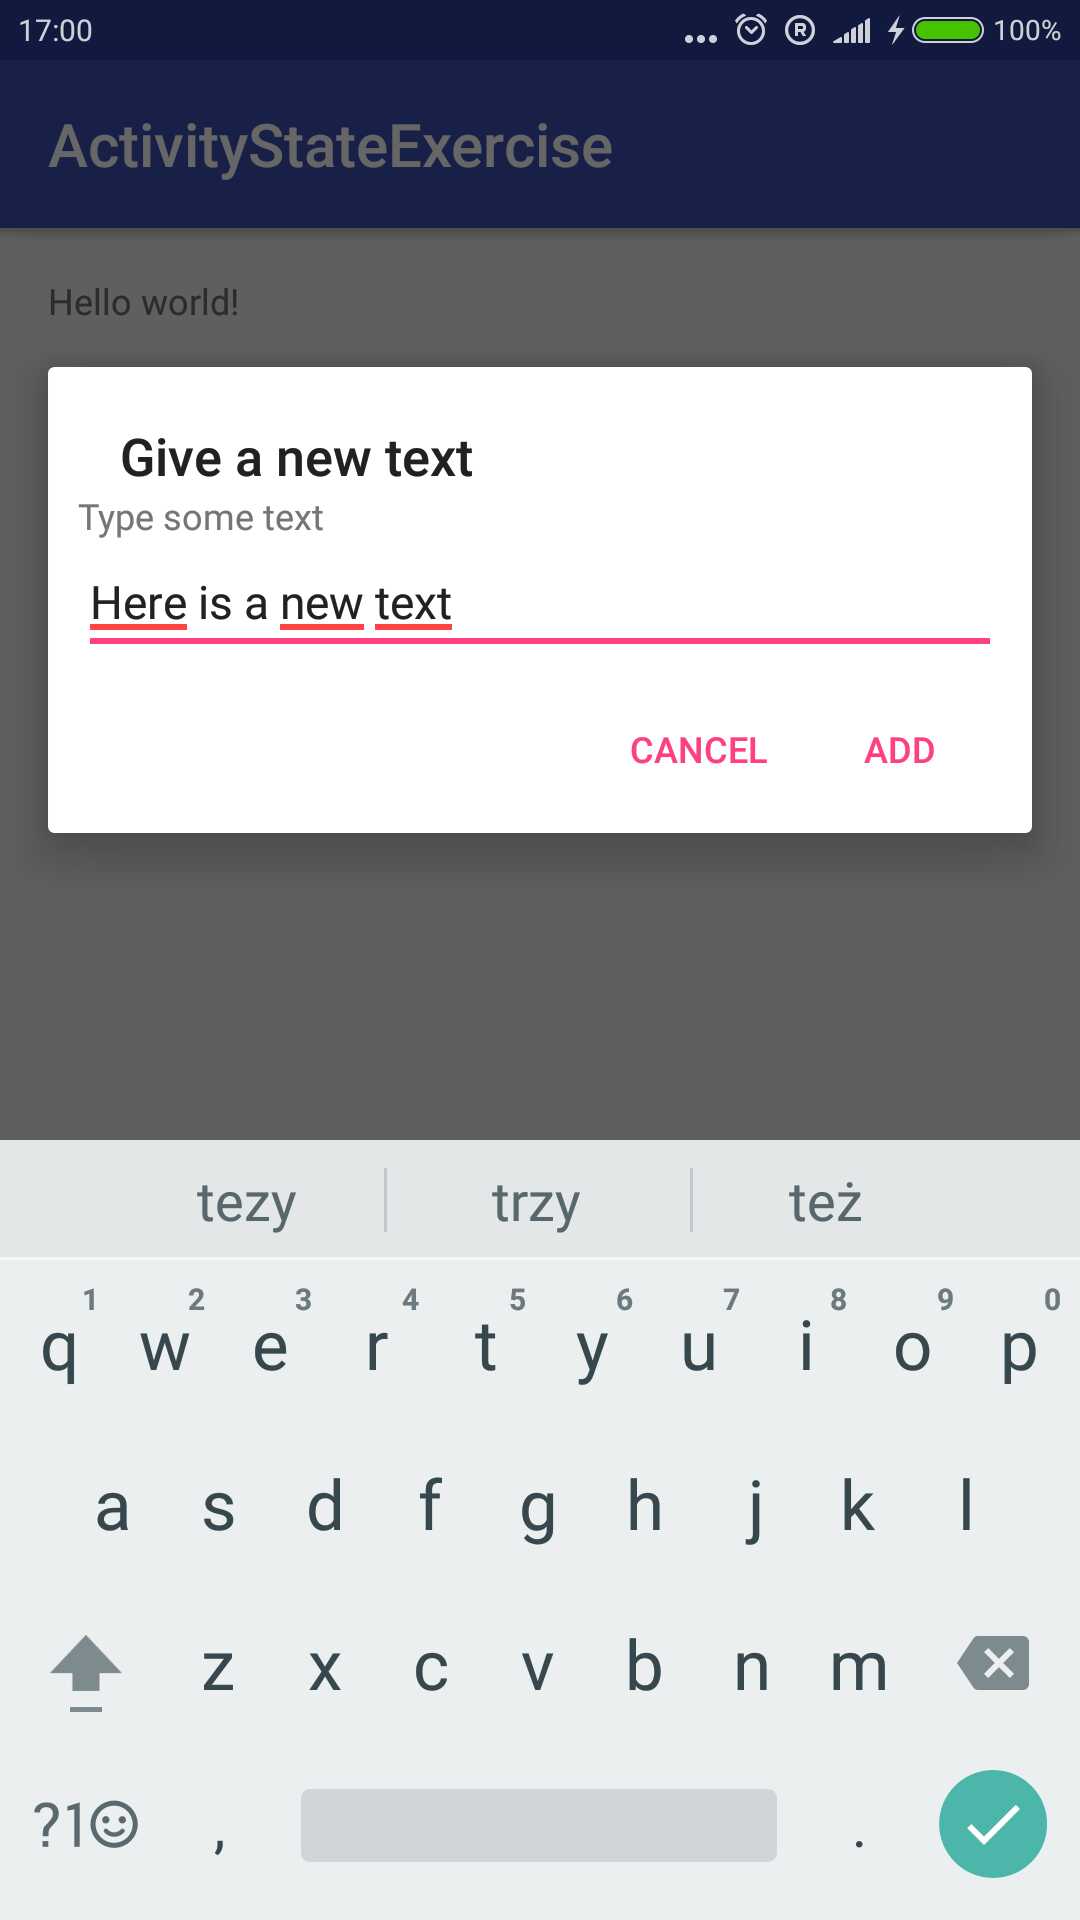 17:00 ... R 100%
ActivityStateExercise
Hello world!
Give a new text
Type some text
Here is a new text
CANCEL ADD
tezy trzy też
1 2 3 4 5 6 7 8 9 0
q w e r t y u i o p
a s d f g h j k l
z x c v b n m
?1 , .